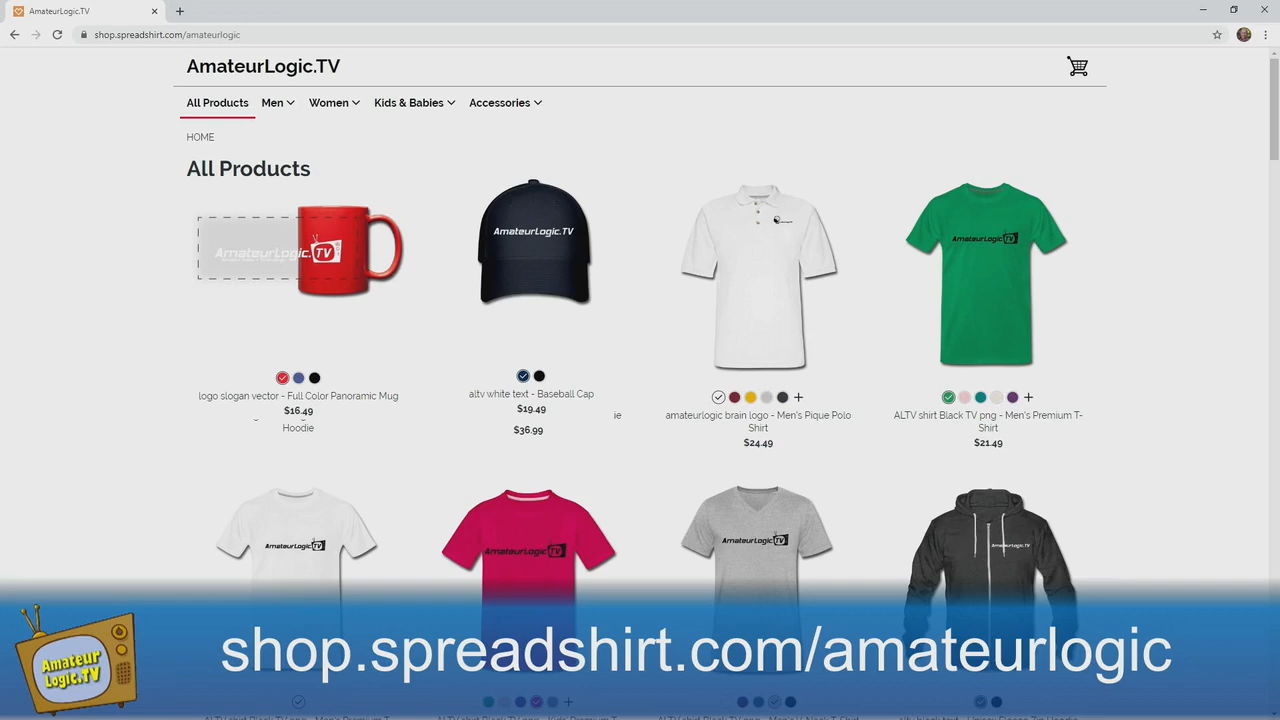 AmateurLogic.TV
shop.spreadshirt.com/amateurlogic
AmateurLogic.TV
All Products
Men
Women
Kids & Babies
Accessories
HOME
All Products
AmateurLogic.TV
AmateurLogic.TV
AmateurLogic.TV
logo slogan vector - Full Color Panoramic Mug
$16.49
Hoodie
altv white text - Baseball Cap
$19.49
$36.99
ie
amateurlogic brain logo - Men's Pique Polo
Shirt
$24.49
ALTV shirt Black TV png - Men's Premium T-
Shirt
$21.49
AmateurLogic.TV
AmateurLogic.TV
AmateurLogic.TV
AmateurLogic.TV
Amateur
Logic.TV
shop.spreadshirt.com/amateurlogic